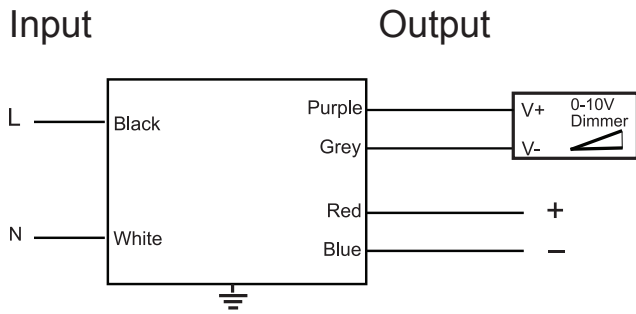 Input
Output
L
Black
N
White
Purple
Grey
Red
Blue
V+
0-10V
Dimmer
V-
+
−